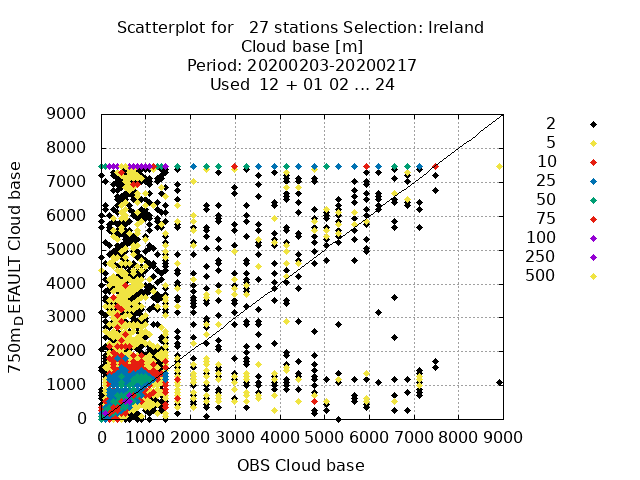 Scatterplot for   27 stations Selection: Ireland
Cloud base [m]
Period: 20200203-20200217
Used  12 + 01 02 ... 24
750m_DEFAULT Cloud base
9000
8000
7000
6000
5000
4000
3000
2000
1000
0
0 1000 2000 3000 4000 5000 6000 7000 8000 9000
OBS Cloud base
2
5
10
25
50
75
100
250
500